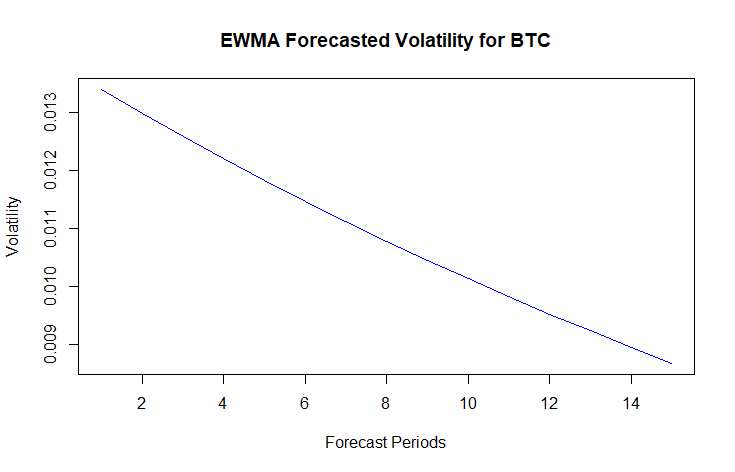 EWMA Forecasted Volatility for BTC
Volatility
0.013
0.012
0.011
0.010
0.009
2 4 6 8 10 12 14
Forecast Periods